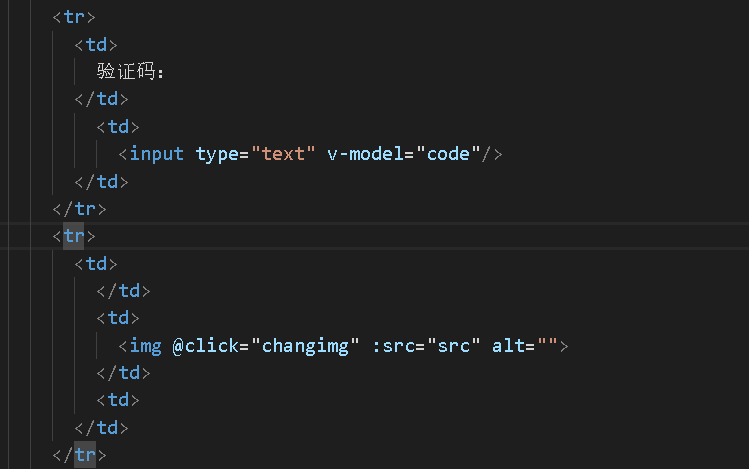 <tr>
<td>
验证码：
</td>
<td>
<input type="text" v-model="code"/>
</td>
</tr>
<tr>
<td>
</td>
<td>
<img @click="changimg" :src="src" alt="">
</td>
<td>
</td>
</tr>